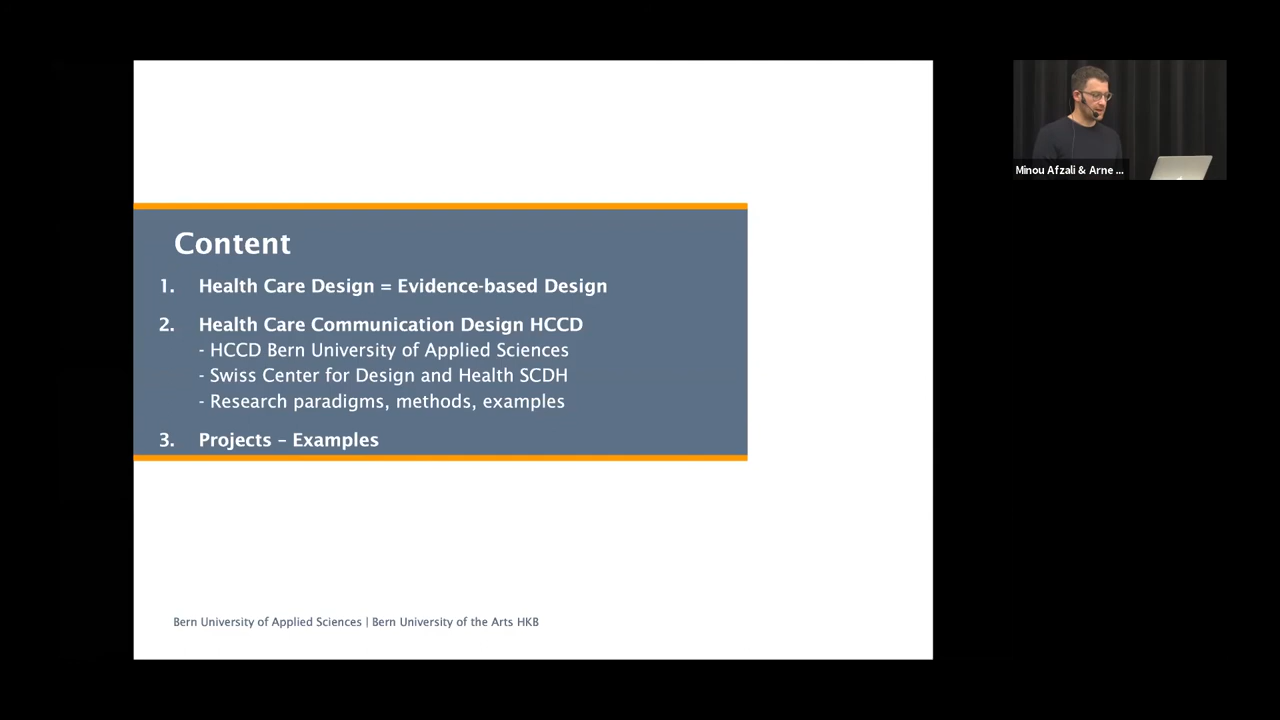 Content
1. Health Care Design = Evidence-based Design
2. Health Care Communication Design HCCD
- HCCD Bern University of Applied Sciences
- Swiss Center for Design and Health SCDH
- Research paradigms, methods, examples
3. Projects – Examples
Bern University of Applied Sciences | Bern University of the Arts HKB
Minou Afzali & Arne ...